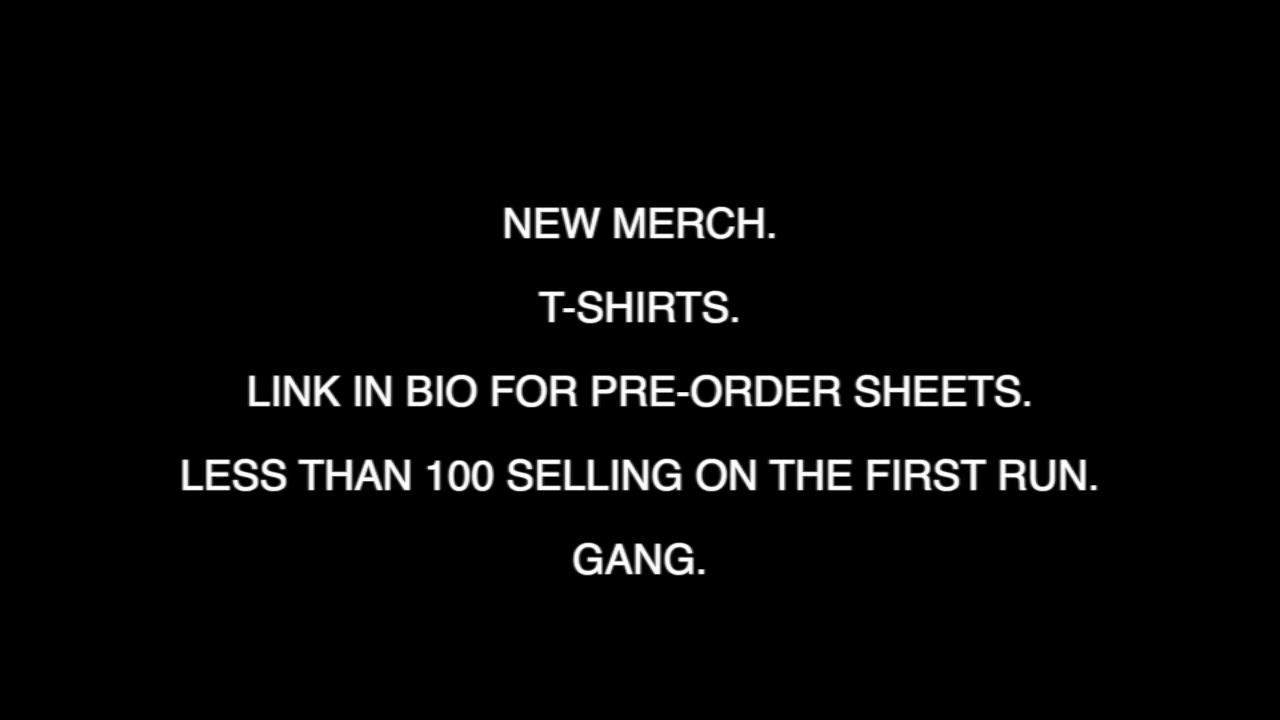 NEW MERCH.
T-SHIRTS.
LINK IN BIO FOR PRE-ORDER SHEETS.
LESS THAN 100 SELLING ON THE FIRST RUN.
GANG.